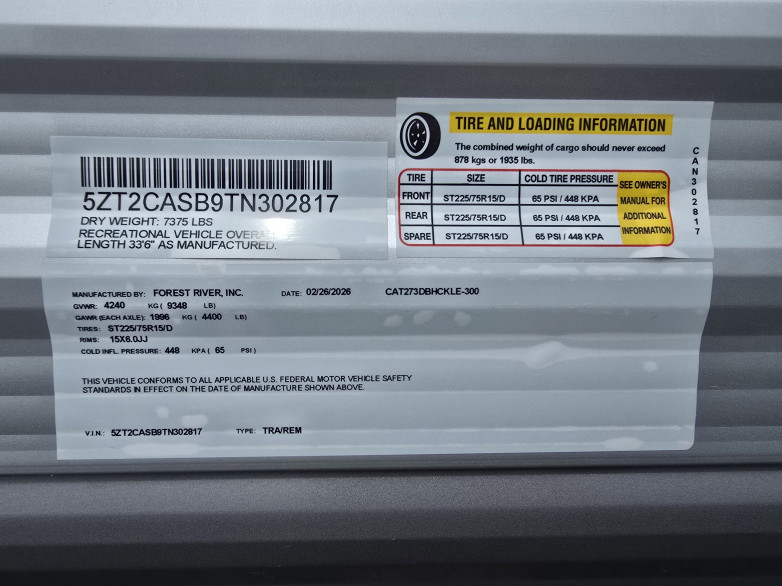 5ZT2CASB9TN302817
DRY WEIGHT: 7375 LBS
RECREATIONAL VEHICLE OVERALL
LENGTH 33'6" AS MANUFACTURED.
TIRE AND LOADING INFORMATION
The combined weight of cargo should never exceed
878 kgs or 1935 lbs.
TIRE SIZE COLD TIRE PRESSURE SEE OWNER'S MANUAL FOR ADDITIONAL INFORMATION
FRONT ST225/75R15/D 65 PSI / 448 KPA
REAR ST225/75R15/D 65 PSI / 448 KPA
SPARE ST225/75R15/D 65 PSI / 448 KPA
CAN302817
MANUFACTURED BY: FOREST RIVER, INC. DATE: 02/26/2026 CAT273DBHCKLE-300
GVWR: 4240 KG ( 9348 LB)
GAWR (EACH AXLE): 1996 KG ( 4400 LB)
TIRES: ST225/75R15/D
RIMS: 15X6.0JJ
COLD INFL. PRESSURE: 448 KPA ( 65 PSI)
THIS VEHICLE CONFORMS TO ALL APPLICABLE U.S. FEDERAL MOTOR VEHICLE SAFETY
STANDARDS IN EFFECT ON THE DATE OF MANUFACTURE SHOWN ABOVE.
V.I.N.: 5ZT2CASB9TN302817 TYPE: TRA/REM